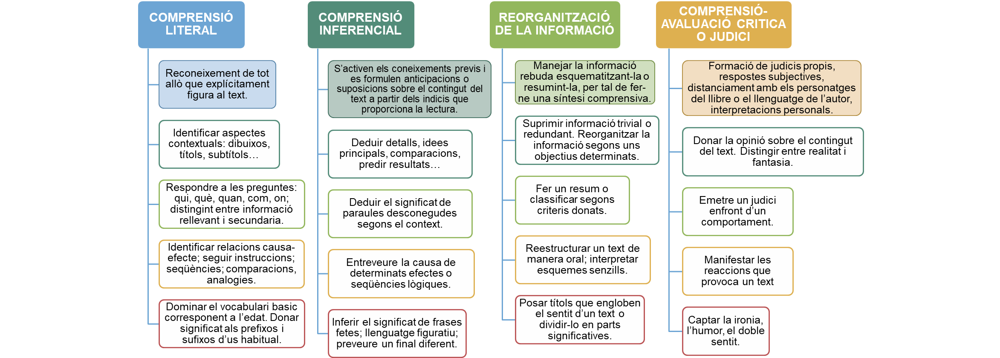 COMPRENSIÓ
LITERAL
Reconeixement de tot
allò que explícitament
figura al text.
Identificar aspectes
contextuals: dibuixos,
títols, subtítols…
Respondre a les preguntes:
qui, què, quan, com, on;
distingint entre informació
rellevant i secundaria.
Identificar relacions causa-
efecte; seguir instruccions;
seqüències; comparacions,
analogies.
Dominar el vocabulari basic
corresponent a l’edat. Donar
significat als prefixos i
sufixos d’us habitual.
COMPRENSIÓ
INFERENCIAL
S’activen els coneixements previs i
es formulen anticipacions o
suposicions sobre el contingut del
text a partir dels indicis que
proporciona la lectura.
Deduir detalls, idees
principals, comparacions,
predir resultats…
Deduir el significat de
paraules desconegudes
segons el context.
Entreveure la causa de
determinats efectes o
seqüències lògiques.
Inferir el significat de frases
fetes; llenguatge figuratiu;
preveure un final diferent.
REORGANITZACIÓ
DE LA INFORMACIÓ
Manejar la informació
rebuda esquematitzant-la o
resumint-la, per tal de fer-
ne una síntesi comprensiva.
Suprimir informació trivial o
redundant. Reorganitzar la
informació segons uns
objectius determinats.
Fer un resum o
classificar segons
criteris donats.
Reestructurar un text de
manera oral; interpretar
esquemes senzills.
Posar títols que engloben
el sentit d’un text o
dividir-lo en parts
significatives.
COMPRENSIÓ-
AVALUACIÓ CRITICA
O JUDICI
Formació de judicis propis,
respostes subjectives,
distanciament amb els personatges
del llibre o el llenguatge de l’autor,
interpretacions personals.
Donar la opinió sobre el contingut
del text. Distingir entre realitat i
fantasia.
Emetre un judici
enfront d’un
comportament.
Manifestar les
reaccions que
provoca un text
Captar la ironia,
l’humor, el doble
sentit.